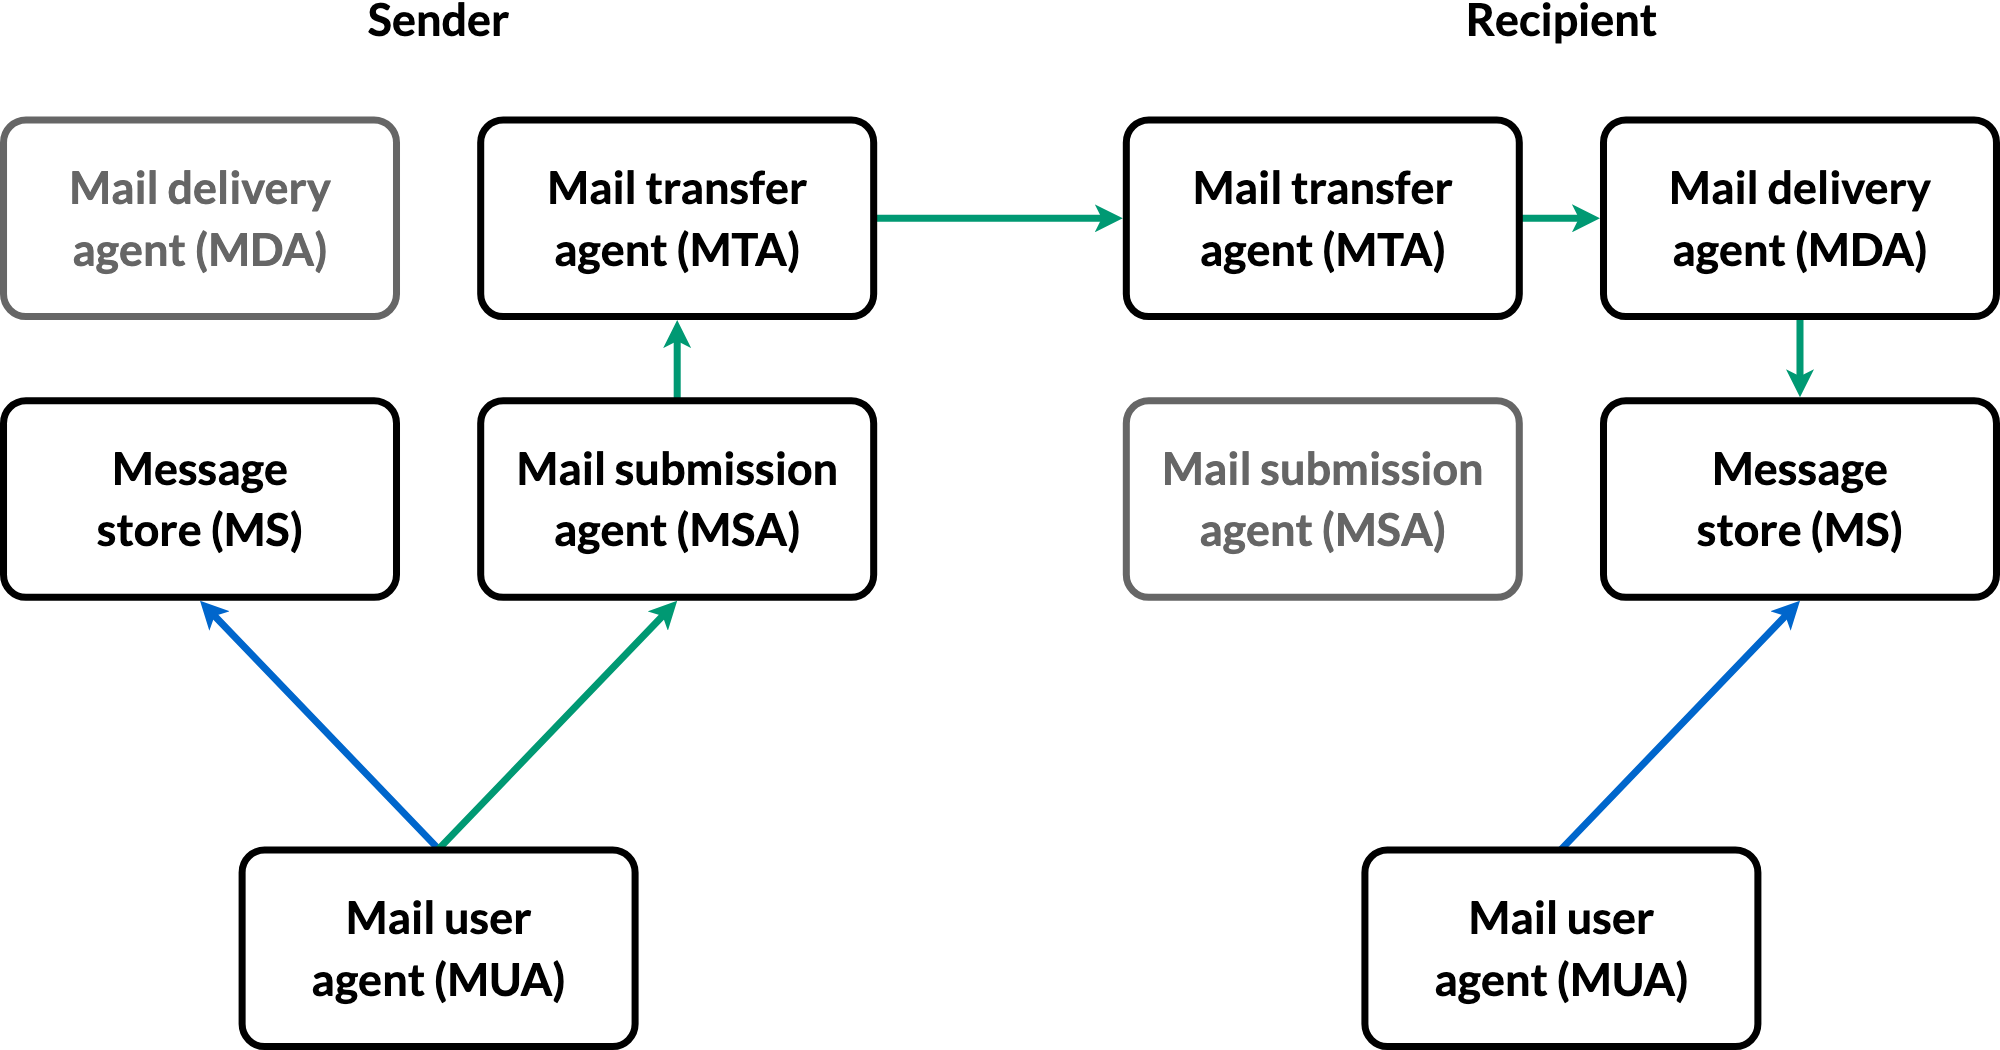 Sender
Recipient
Mail delivery
agent (MDA)
Mail transfer
agent (MTA)
Mail transfer
agent (MTA)
Mail delivery
agent (MDA)
Message
store (MS)
Mail submission
agent (MSA)
Mail submission
agent (MSA)
Message
store (MS)
Mail user
agent (MUA)
Mail user
agent (MUA)